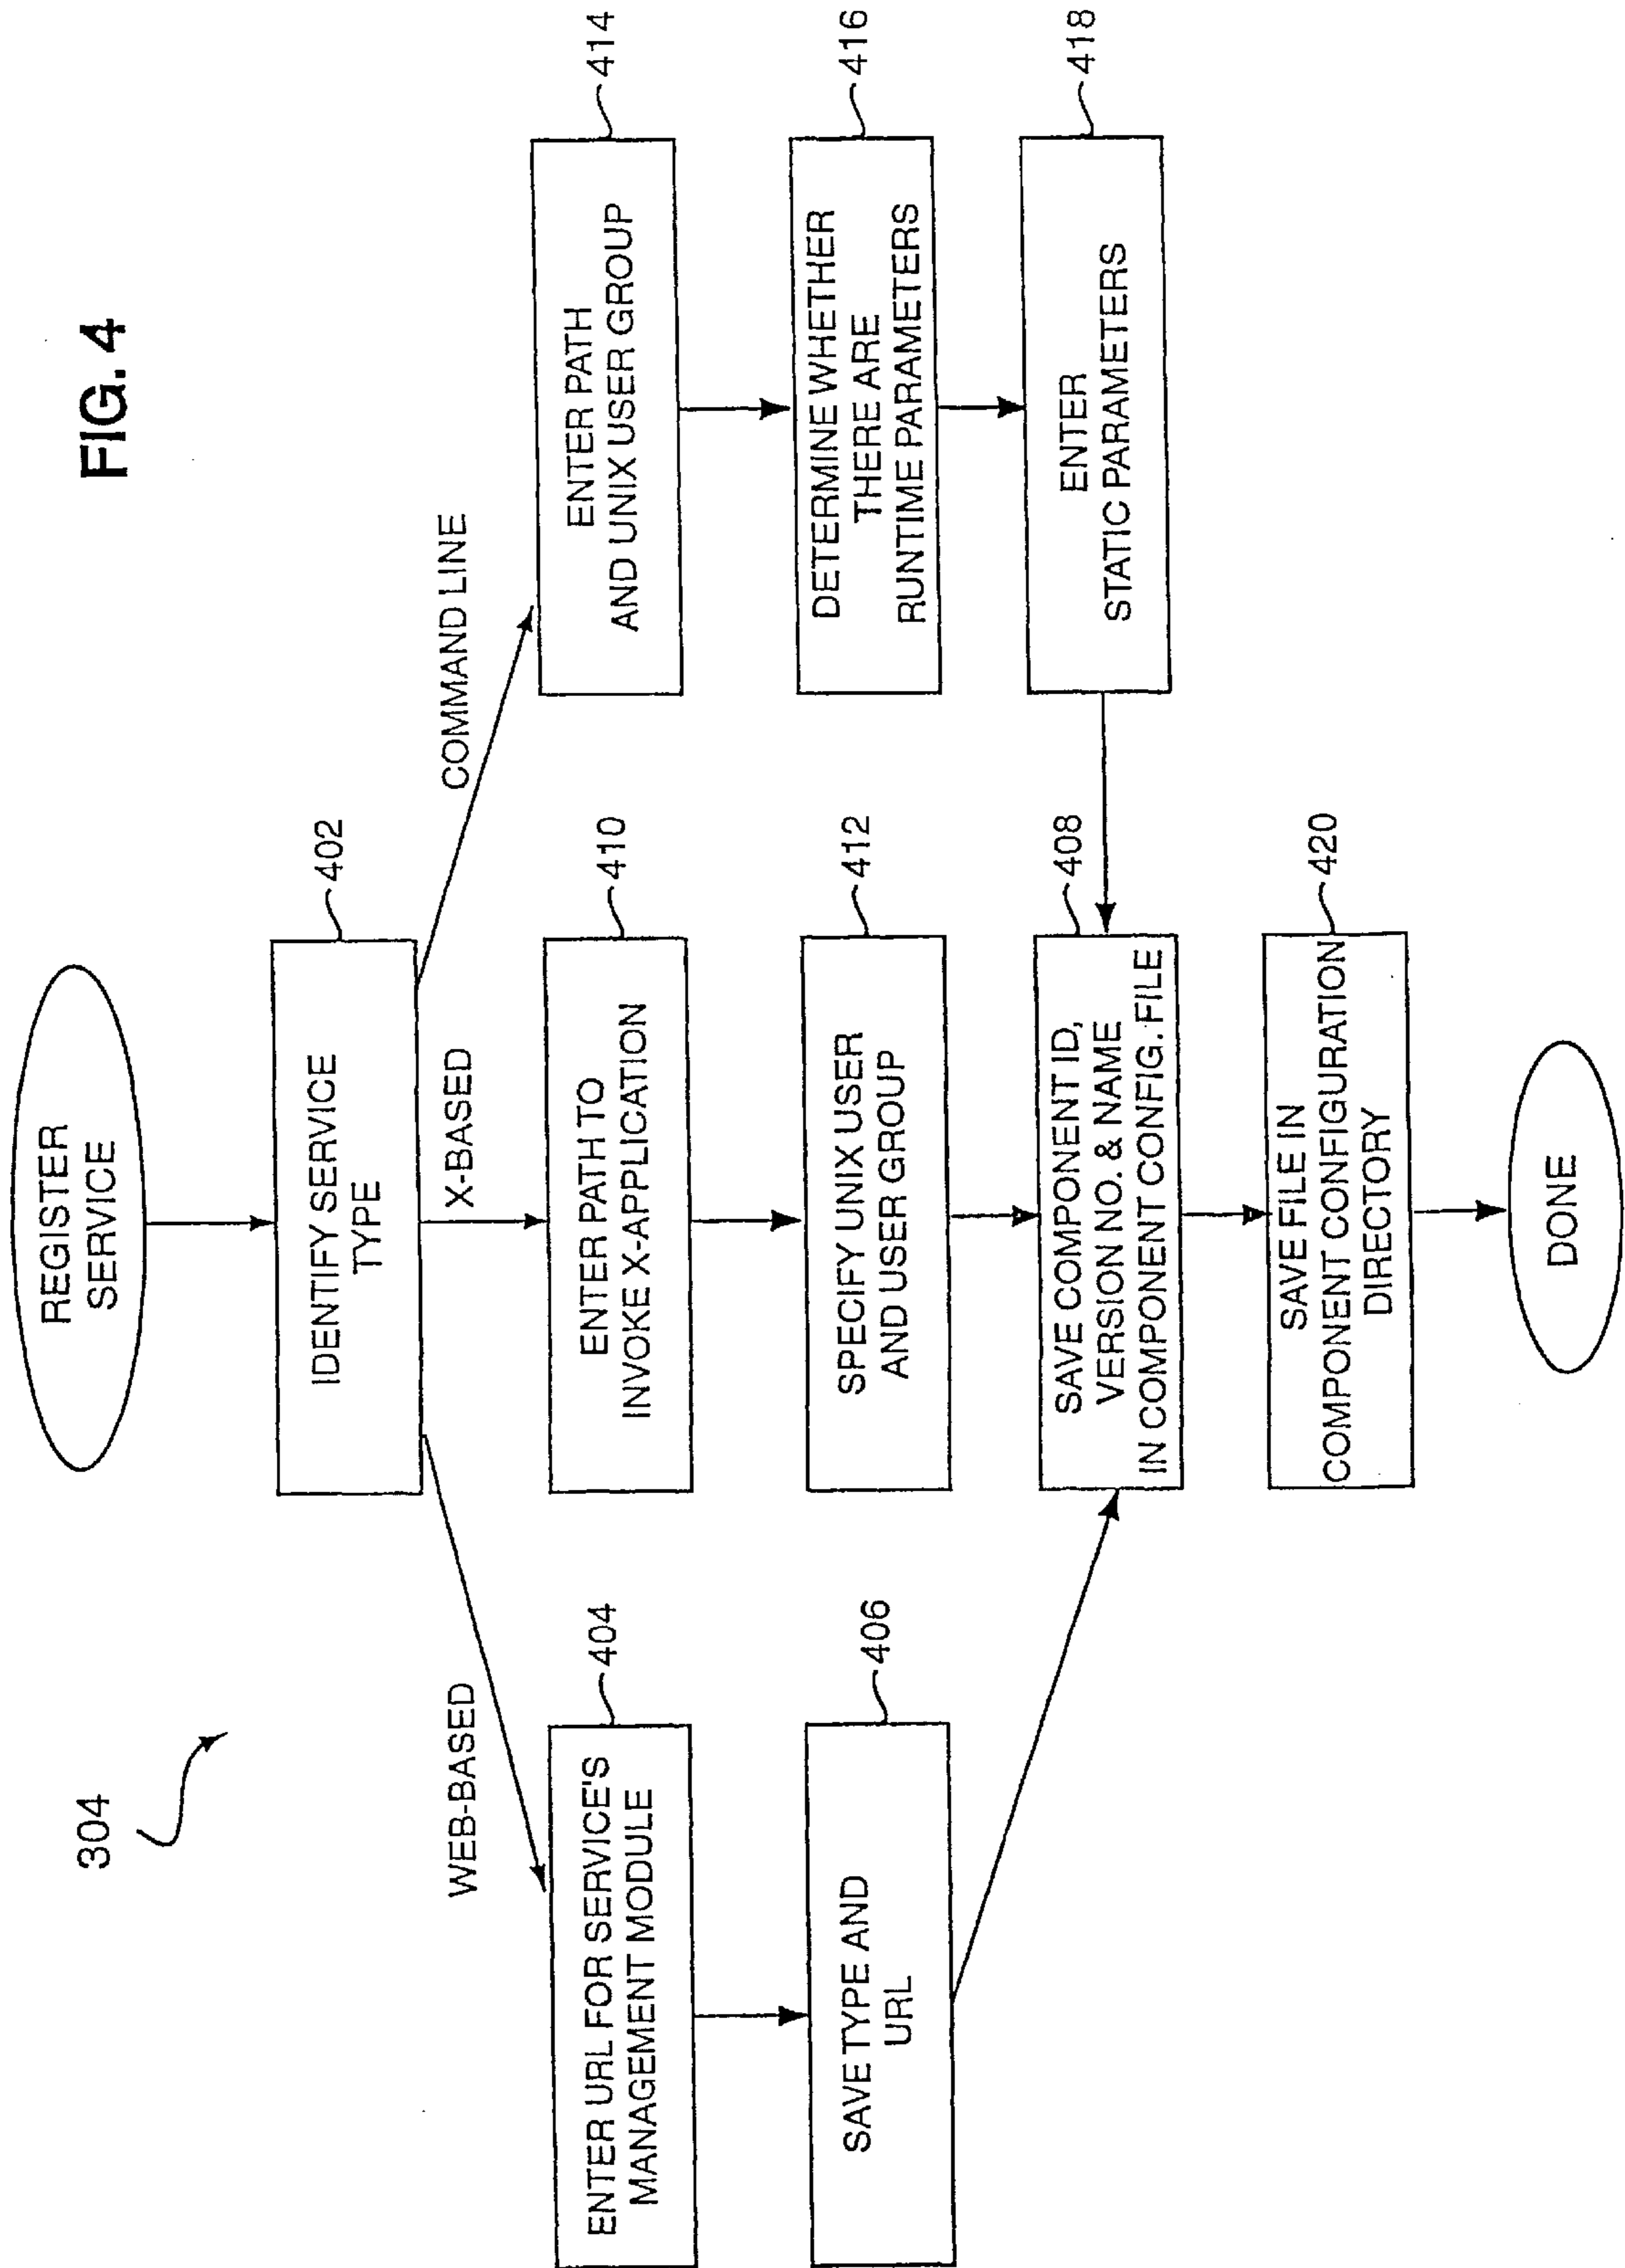 FIG. 4
304
REGISTER
SERVICE
402
IDENTIFY SERVICE
TYPE
WEB-BASED
X-BASED
COMMAND LINE
404
ENTER URL FOR SERVICE'S
MANAGEMENT MODULE
406
SAVE TYPE AND
URL
410
ENTER PATH TO
INVOKE X-APPLICATION
412
SPECIFY UNIX USER
AND USER GROUP
414
ENTER PATH
AND UNIX USER GROUP
416
DETERMINE WHETHER
THERE ARE
RUNTIME PARAMETERS
418
ENTER
STATIC PARAMETERS
408
SAVE COMPONENT ID,
VERSION NO. & NAME
IN COMPONENT CONFIG. FILE
420
SAVE FILE IN
COMPONENT CONFIGURATION
DIRECTORY
DONE